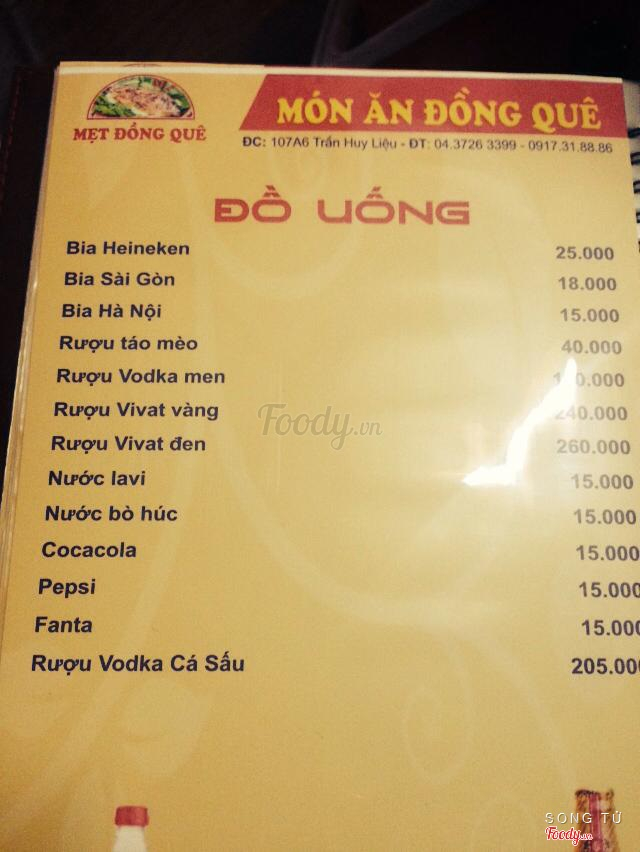 MẸT ĐỒNG QUÊ
MÓN ĂN ĐỒNG QUÊ
ĐC: 107A6 Trần Huy Liệu - ĐT: 04.3726 3399 - 0917.31.88.86
ĐỒ UỐNG
Bia Heineken 25.000
Bia Sài Gòn 18.000
Bia Hà Nội 15.000
Rượu táo mèo 40.000
Rượu Vodka men
Rượu Vivat vàng 240.000
Foody.vn
Rượu Vivat đen 260.000
Nước lavi 15.000
Nước bò húc 15.000
Cocacola 15.000
Pepsi 15.000
Fanta 15.000
Rượu Vodka Cá Sấu 205.000
SONG TỬ
Foody.vn